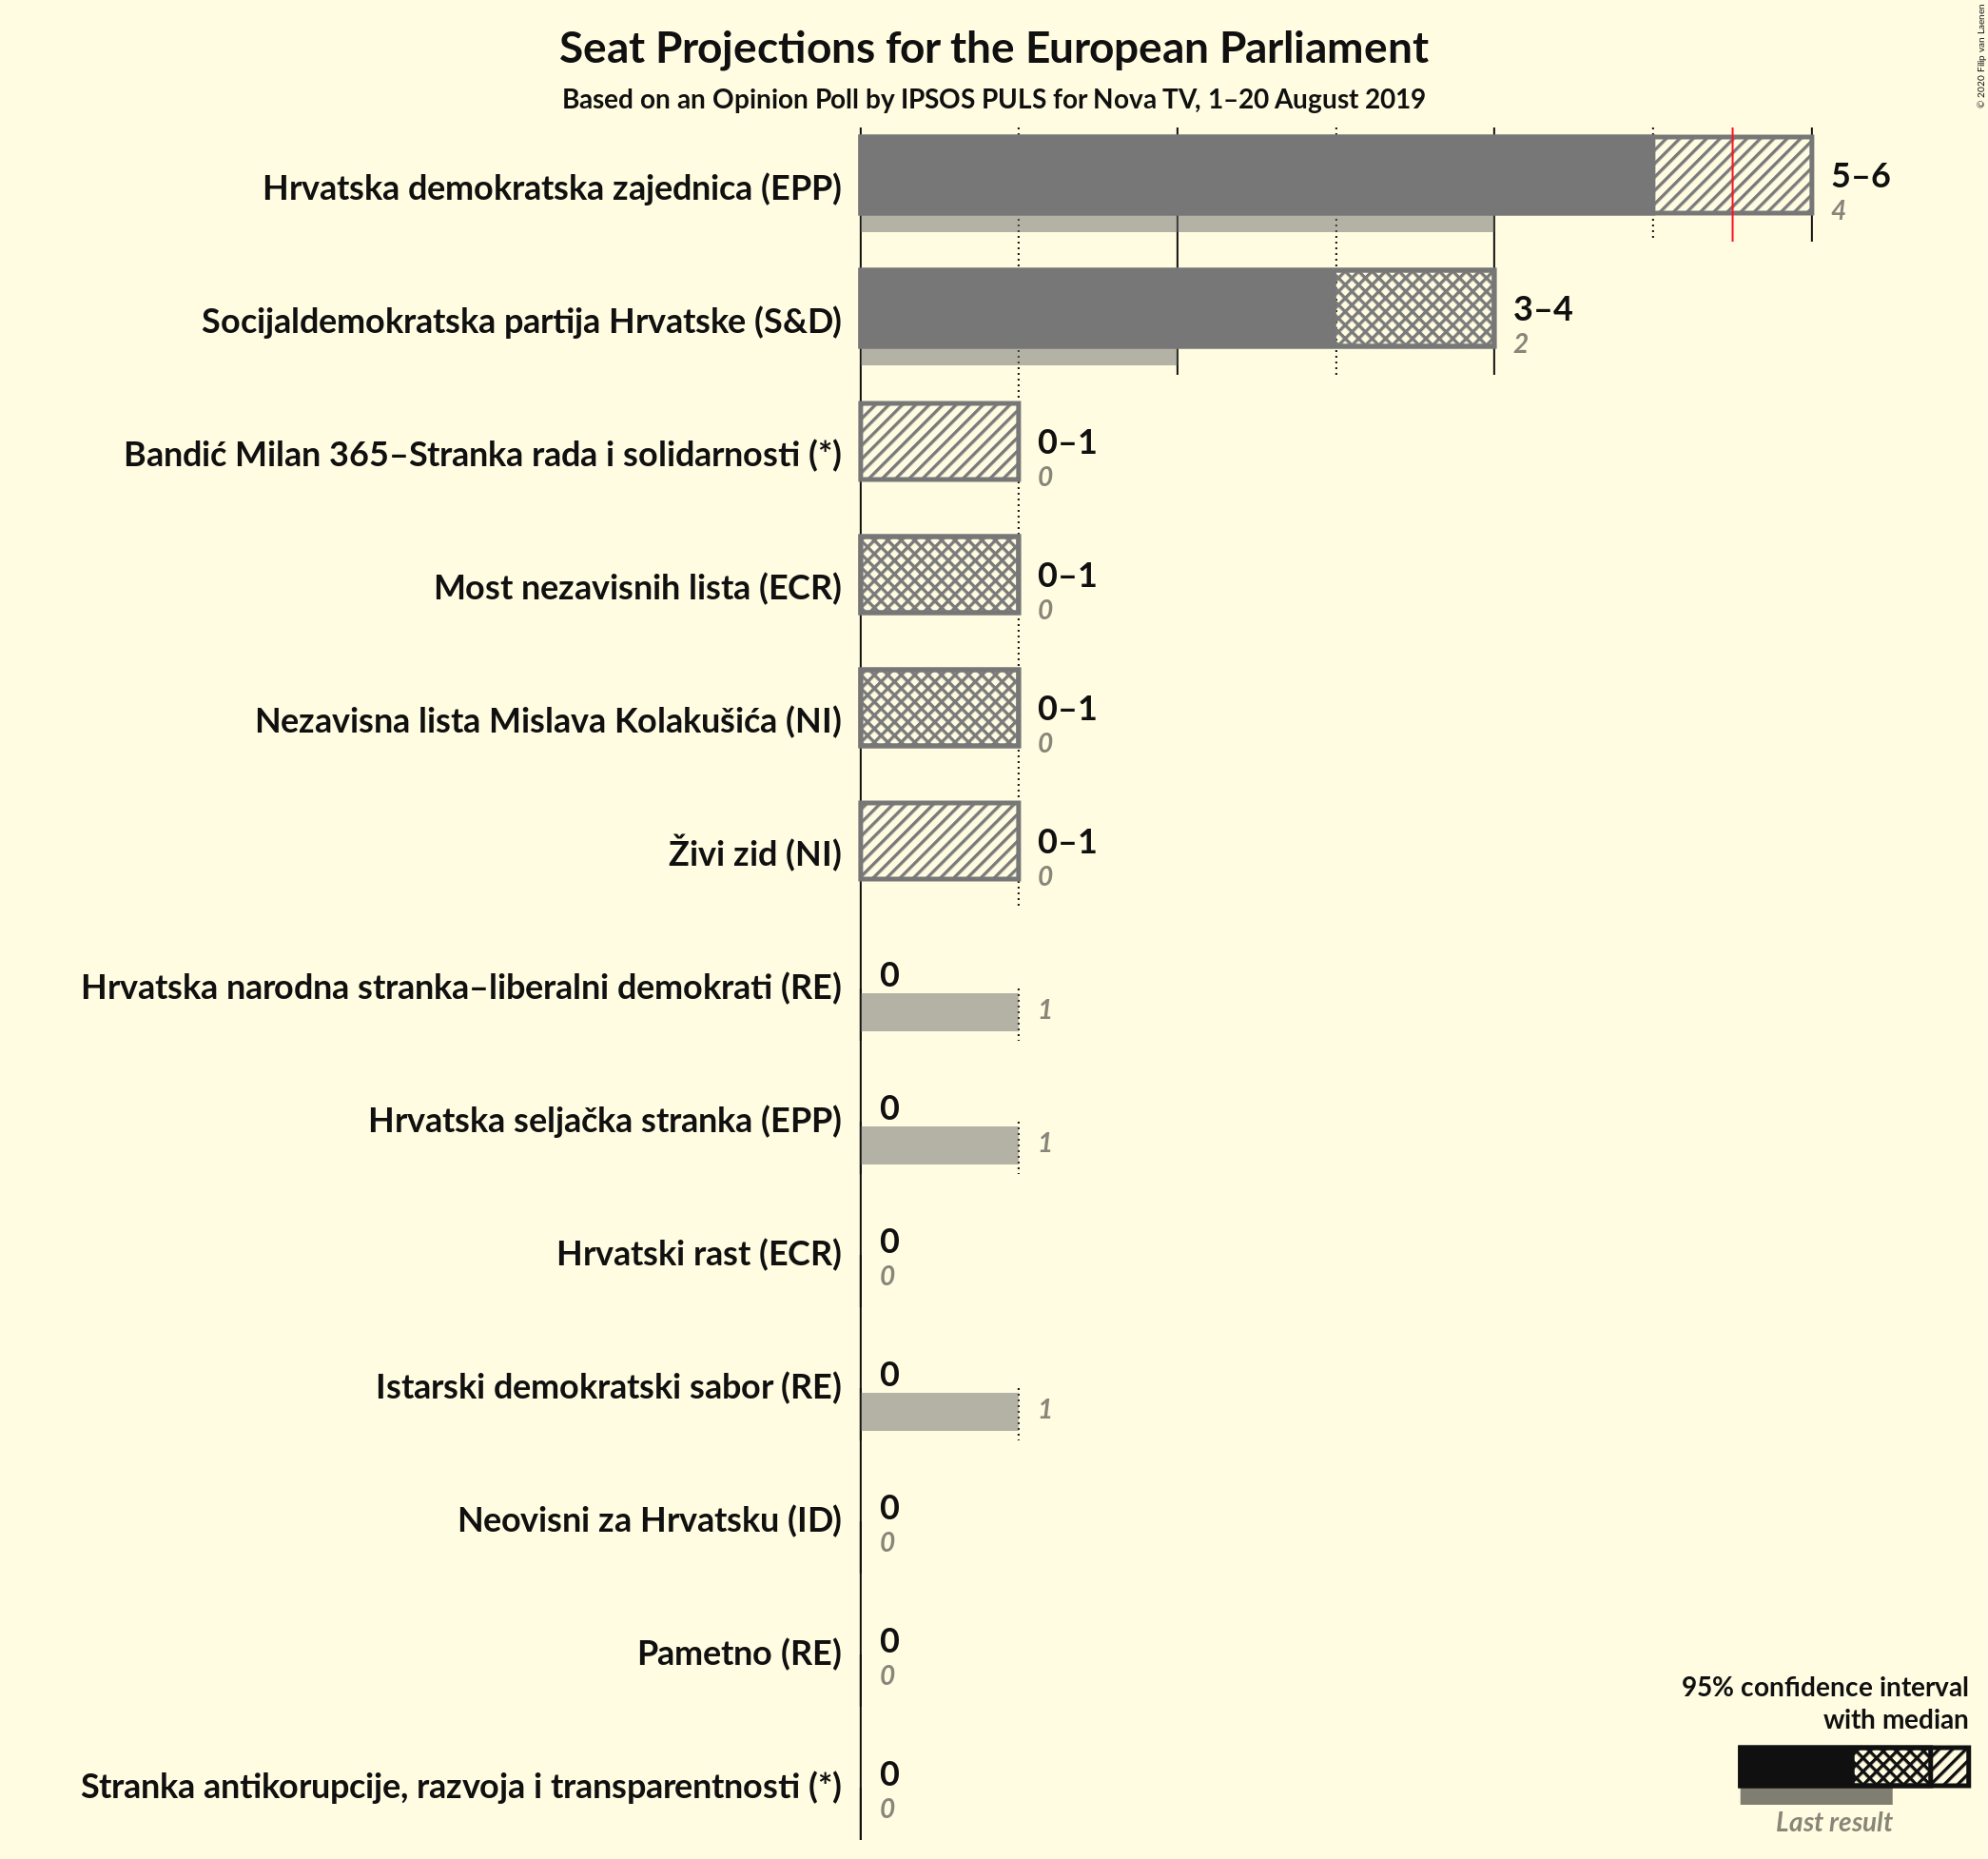 Seat Projections for the European Parliament
Based on an Opinion Poll by IPSOS PULS for Nova TV, 1–20 August 2019
© 2020 Filip van Laenen
Hrvatska demokratska zajednica (EPP)
5–6
4
Socijaldemokratska partija Hrvatske (S&D)
3–4
2
Bandić Milan 365–Stranka rada i solidarnosti (*)
0–1
0
Most nezavisnih lista (ECR)
0–1
0
Nezavisna lista Mislava Kolakušića (NI)
0–1
0
Živi zid (NI)
0–1
0
Hrvatska narodna stranka–liberalni demokrati (RE)
0
1
Hrvatska seljačka stranka (EPP)
0
1
Hrvatski rast (ECR)
0
0
Istarski demokratski sabor (RE)
0
1
Neovisni za Hrvatsku (ID)
0
0
Pametno (RE)
0
0
Stranka antikorupcije, razvoja i transparentnosti (*)
0
0
95% confidence interval
with median
Last result